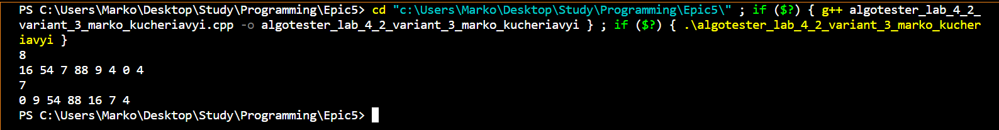 PS C:\Users\Marko\Desktop\Study\Programming\Epic5> cd "c:\Users\Marko\Desktop\Study\Programming\Epic5\" ; if ($?) { g++ algotester_lab_4_2_
variant_3_marko_kucheriavyi.cpp -o algotester_lab_4_2_variant_3_marko_kucheriavyi } ; if ($?) { .\algotester_lab_4_2_variant_3_marko_kucher
iavyi }
8
16 54 7 88 9 4 0 4
7
0 9 54 88 16 7 4
PS C:\Users\Marko\Desktop\Study\Programming\Epic5>